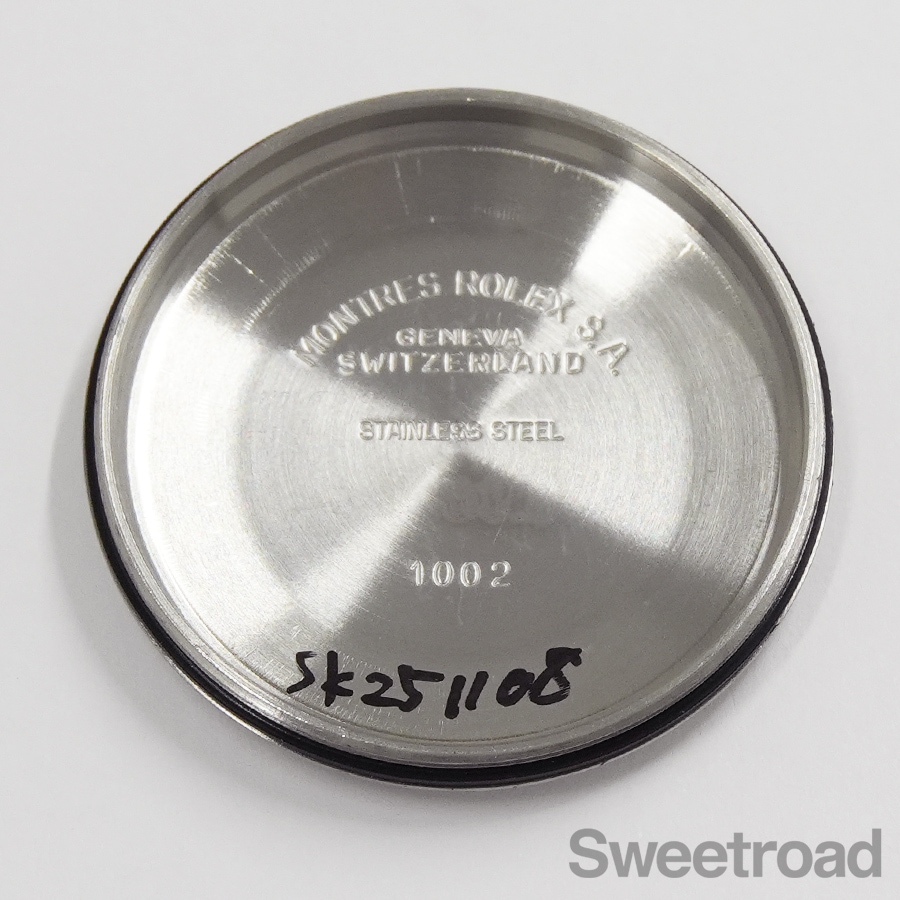 MONTRES ROLEX S.A.
GENEVA
SWITZERLAND
STAINLESS STEEL
1002
SK251108
Sweetroad